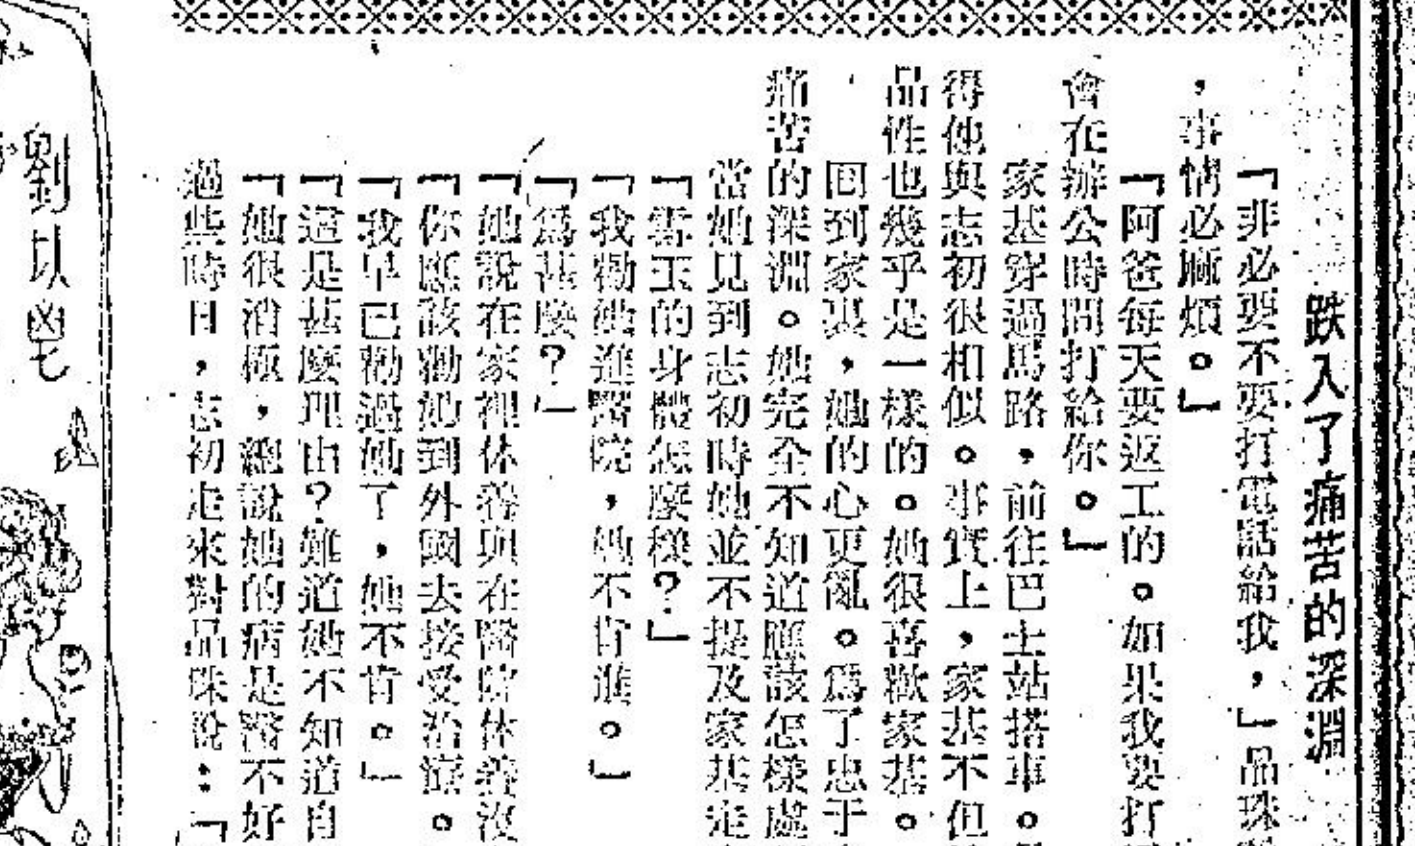 跌入了痛苦的深淵
「非必要不要打電話給我，」品珠
，事情必麻煩。」
「阿爸每天要返工的。如果我要打
會在辦公時間打給你。」
家基穿過馬路，前往巴士站搭車。
得他與志初很相似。事實上，家基不但
品性也幾乎是一樣的。她很喜歡家基。
回到家裏，她的心更亂。爲了忠于
痛苦的深淵。她完全不知道應該怎樣處
當她見到志初時她並不提及家基走
「雪玉的身體怎麼樣？」
「我勸她進醫院，她不肯進。」
「爲甚麼？」
「她說在家裡休養與在醫院休養沒
「你應該勸她到外國去接受治療。
「我早已勸過她了，她不肯。」
「這是甚麼理由？難道她不知道自
「她很消極，總說她的病是醫不好
過些時日，志初走來對品珠說：「
劉以鬯